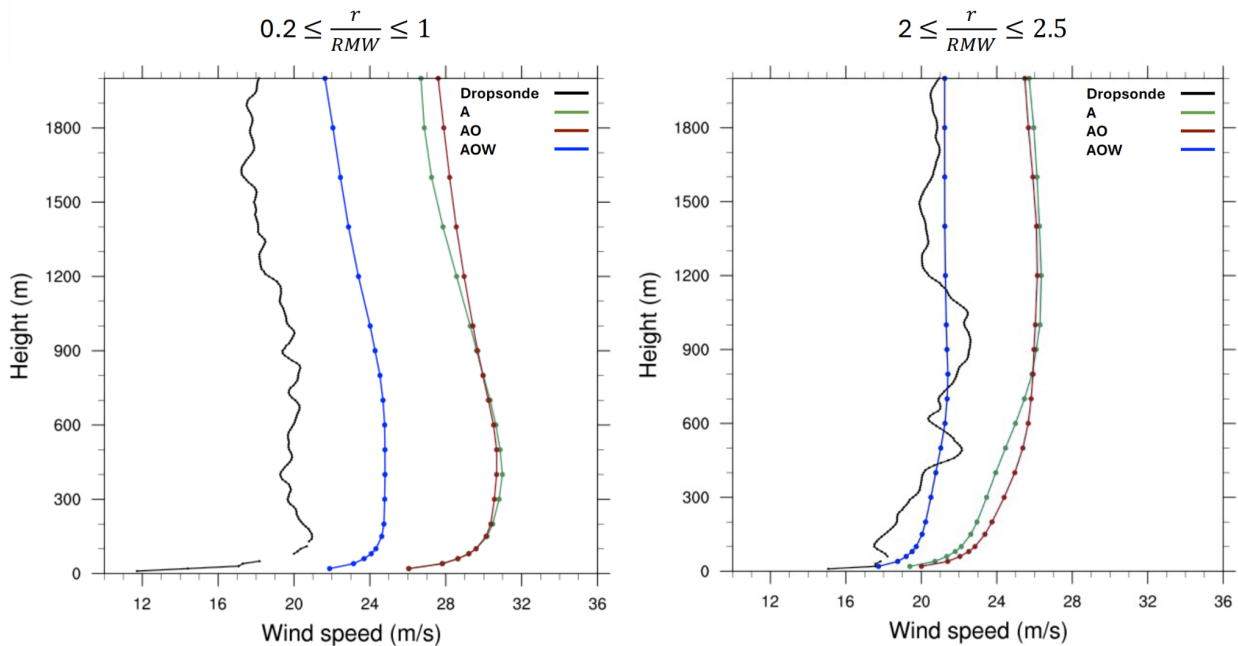 0.2 ≤ r/RMW ≤ 1
Dropsonde
A
AO
AOW
1800
1500
1200
900
600
300
0
Height (m)
12 16 20 24 28 32 36
Wind speed (m/s)
2 ≤ r/RMW ≤ 2.5
Dropsonde
A
AO
AOW
1800
1500
1200
900
600
300
0
Height (m)
12 16 20 24 28 32 36
Wind speed (m/s)